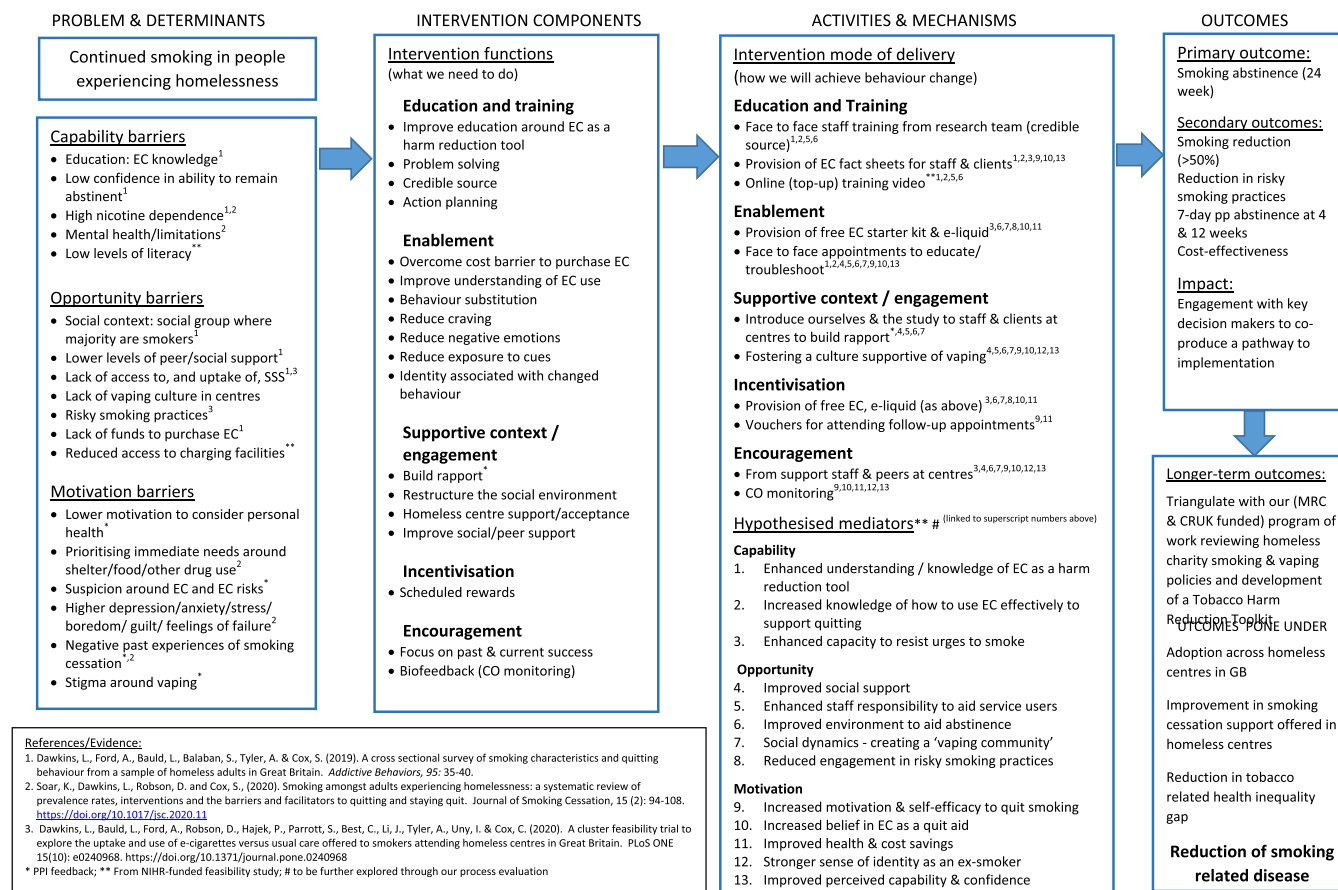 PROBLEM & DETERMINANTS
Continued smoking in people
experiencing homelessness
Capability barriers
• Education: EC knowledge1
• Low confidence in ability to remain
abstinent1
• High nicotine dependence1,2
• Mental health/limitations2
• Low levels of literacy**
Opportunity barriers
• Social context: social group where
majority are smokers1
• Lower levels of peer/social support1
• Lack of access to, and uptake of, SSS1,3
• Lack of vaping culture in centres
• Risky smoking practices3
• Lack of funds to purchase EC1
• Reduced access to charging facilities**
Motivation barriers
• Lower motivation to consider personal
health*
• Prioritising immediate needs around
shelter/food/other drug use2
• Suspicion around EC and EC risks*
• Higher depression/anxiety/stress/
boredom/ guilt/ feelings of failure2
• Negative past experiences of smoking
cessation*,2
• Stigma around vaping*
INTERVENTION COMPONENTS
Intervention functions
(what we need to do)
Education and training
• Improve education around EC as a
harm reduction tool
• Problem solving
• Credible source
• Action planning
Enablement
• Overcome cost barrier to purchase EC
• Improve understanding of EC use
• Behaviour substitution
• Reduce craving
• Reduce negative emotions
• Reduce exposure to cues
• Identity associated with changed
behaviour
Supportive context /
engagement
• Build rapport*
• Restructure the social environment
• Homeless centre support/acceptance
• Improve social/peer support
Incentivisation
• Scheduled rewards
Encouragement
• Focus on past & current success
• Biofeedback (CO monitoring)
ACTIVITIES & MECHANISMS
Intervention mode of delivery
(how we will achieve behaviour change)
Education and Training
• Face to face staff training from research team (credible
source)1,2,5,6
• Provision of EC fact sheets for staff & clients1,2,3,9,10,13
• Online (top-up) training video**1,2,5,6
Enablement
• Provision of free EC starter kit & e-liquid3,6,7,8,10,11
• Face to face appointments to educate/
troubleshoot1,2,4,5,6,7,9,10,13
Supportive context / engagement
• Introduce ourselves & the study to staff & clients at
centres to build rapport*,4,5,6,7
• Fostering a culture supportive of vaping4,5,6,7,9,10,12,13
Incentivisation
• Provision of free EC, e-liquid (as above) 3,6,7,8,10,11
• Vouchers for attending follow-up appointments9,11
Encouragement
• From support staff & peers at centres3,4,6,7,9,10,12,13
• CO monitoring9,10,11,12,13
Hypothesised mediators** # (linked to superscript numbers above)
Capability
1. Enhanced understanding / knowledge of EC as a harm
reduction tool
2. Increased knowledge of how to use EC effectively to
support quitting
3. Enhanced capacity to resist urges to smoke
Opportunity
4. Improved social support
5. Enhanced staff responsibility to aid service users
6. Improved environment to aid abstinence
7. Social dynamics - creating a ‘vaping community’
8. Reduced engagement in risky smoking practices
Motivation
9. Increased motivation & self-efficacy to quit smoking
10. Increased belief in EC as a quit aid
11. Improved health & cost savings
12. Stronger sense of identity as an ex-smoker
13. Improved perceived capability & confidence
OUTCOMES
Primary outcome:
Smoking abstinence (24
week)
Secondary outcomes:
Smoking reduction
(>50%)
Reduction in risky
smoking practices
7-day pp abstinence at 4
& 12 weeks
Cost-effectiveness
Impact:
Engagement with key
decision makers to co-
produce a pathway to
implementation
Longer-term outcomes:
Triangulate with our (MRC
& CRUK funded) program of
work reviewing homeless
charity smoking & vaping
policies and development
of a Tobacco Harm
Reduction Toolkit
UTCOMES PONE UNDER
Adoption across homeless
centres in GB
Improvement in smoking
cessation support offered in
homeless centres
Reduction in tobacco
related health inequality
gap
Reduction of smoking
related disease
References/Evidence:
1. Dawkins, L., Ford, A., Bauld, L., Balaban, S., Tyler, A. & Cox, S. (2019). A cross sectional survey of smoking characteristics and quitting
behaviour from a sample of homeless adults in Great Britain. Addictive Behaviors, 95: 35-40.
2. Soar, K., Dawkins, L., Robson, D. and Cox, S., (2020). Smoking amongst adults experiencing homelessness: a systematic review of
prevalence rates, interventions and the barriers and facilitators to quitting and staying quit. Journal of Smoking Cessation, 15 (2): 94-108.
https://doi.org/10.1017/jsc.2020.11
3. Dawkins, L., Bauld, L., Ford, A., Robson, D., Hajek, P., Parrott, S., Best, C., Li, J., Tyler, A., Uny, I. & Cox, C. (2020). A cluster feasibility trial to
explore the uptake and use of e-cigarettes versus usual care offered to smokers attending homeless centres in Great Britain. PLoS ONE
15(10): e0240968. https://doi.org/10.1371/journal.pone.0240968
* PPI feedback; ** From NIHR-funded feasibility study; # to be further explored through our process evaluation